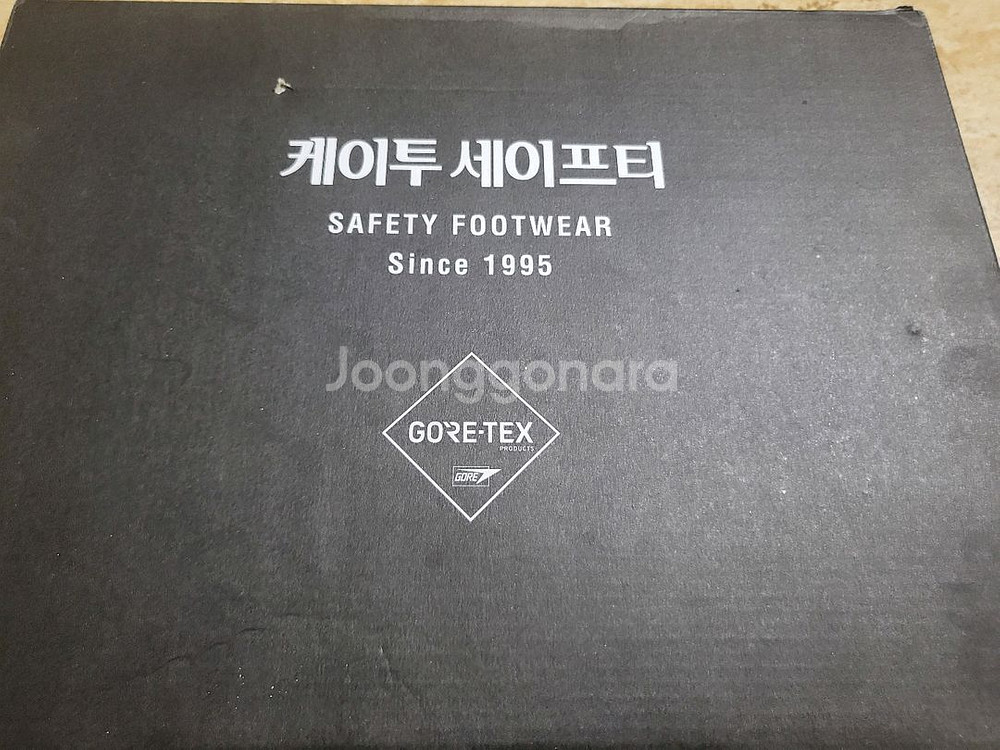 케이투 세이프티
SAFETY FOOTWEAR
Since 1995
Joonggonara
GORE-TEX
PRODUCTS
GORE